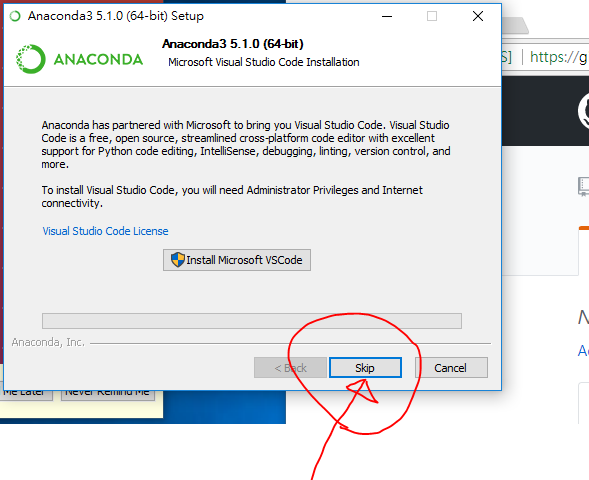 Anaconda3 5.1.0 (64-bit) Setup
ANACONDA
Anaconda3 5.1.0 (64-bit)
Microsoft Visual Studio Code Installation
S] https://g
Anaconda has partnered with Microsoft to bring you Visual Studio Code. Visual Studio
Code is a free, open source, streamlined cross-platform code editor with excellent
support for Python code editing, IntelliSense, debugging, linting, version control, and
more.
To install Visual Studio Code, you will need Administrator Privileges and Internet
connectivity.
Visual Studio Code License
Install Microsoft VSCode
N
Anaconda, Inc.
< Back
Skip
Cancel
Me Later
Never Remind Me